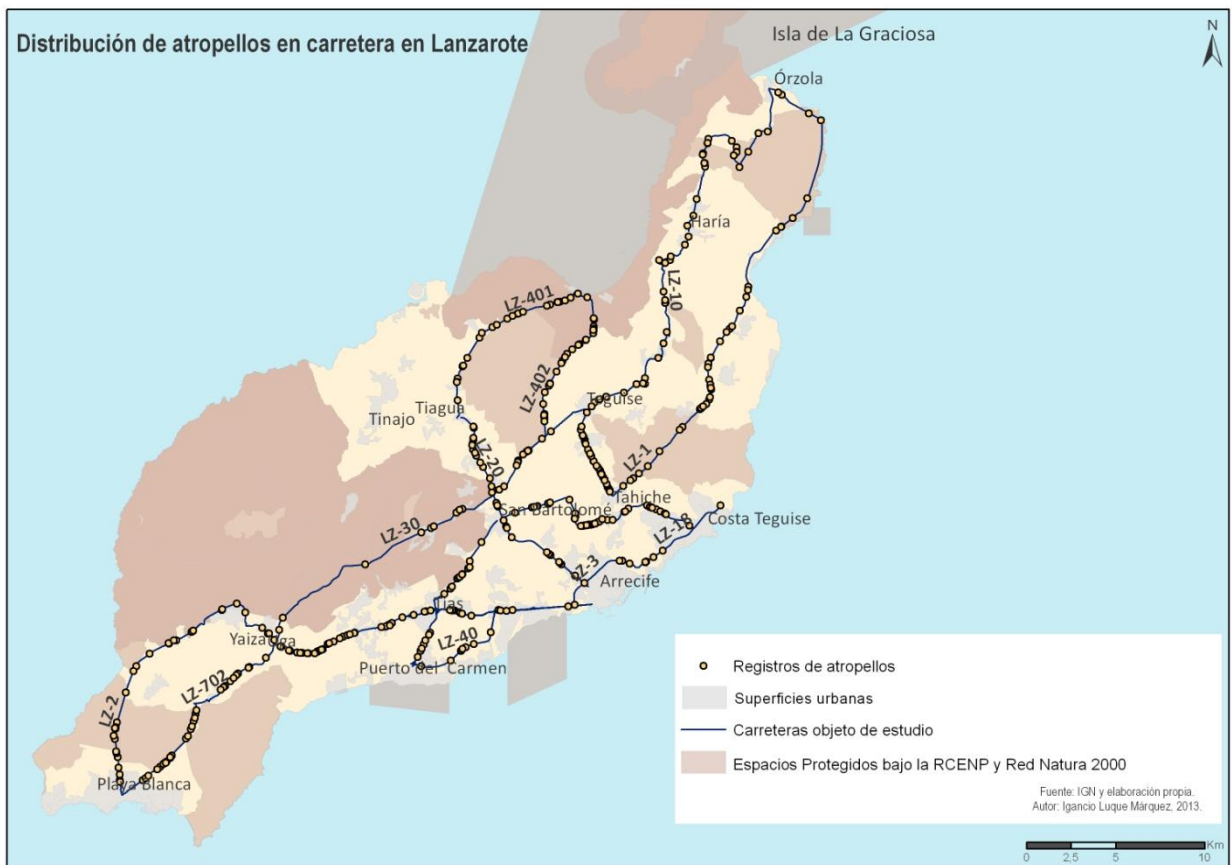 Distribución de atropellos en carretera en Lanzarote
Isla de La Graciosa
N
Órzola
Haría
LZ-10
LZ-401
LZ-402
Teguise
Tiagua
Tinajo
LZ-20
LZ-1
Tahiche
San Bartolomé
Costa Teguise
LZ-18
LZ-30
LZ-3
Arrecife
Tías
Yaiza
Uga
LZ-40
Puerto del Carmen
LZ-702
LZ-2
Playa Blanca
Registros de atropellos
Superficies urbanas
Carreteras objeto de estudio
Espacios Protegidos bajo la RCENP y Red Natura 2000
Fuente: IGN y elaboración propia.
Autor: Igancio Luque Márquez, 2013.
Km
0 2,5 5 10